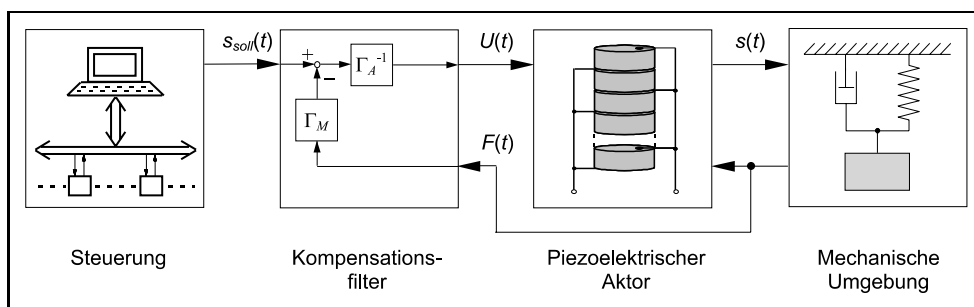 s_soll(t)
U(t)
s(t)
+
-
Γ_A^-1
Γ_M
F(t)
Steuerung
Kompensations-
filter
Piezoelektrischer
Aktor
Mechanische
Umgebung